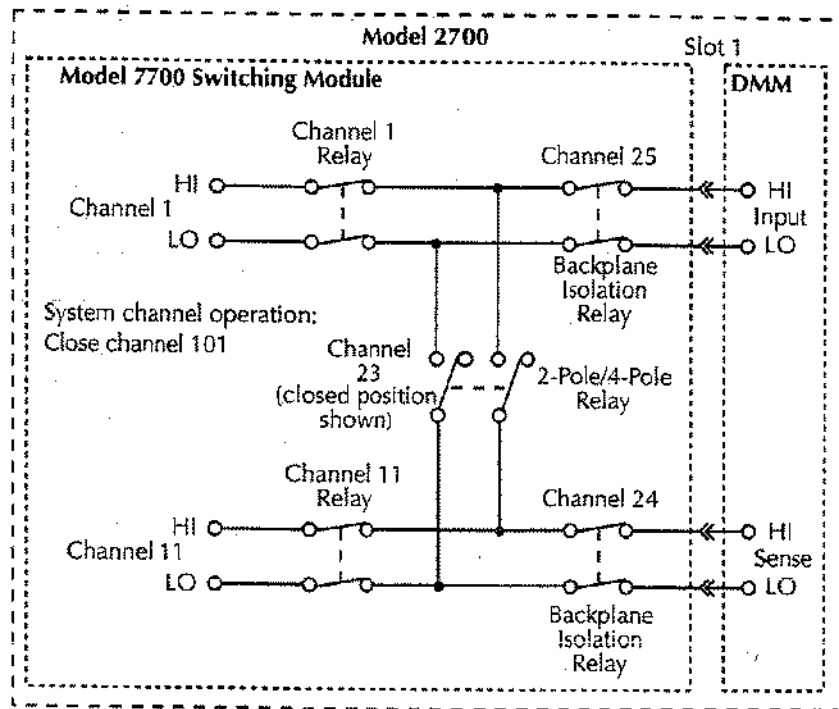 Model 2700
Slot 1
Model 7700 Switching Module
DMM
Channel 1
Relay
Channel 25
HI
HI
Channel 1
Input
LO
LO
Backplane
Isolation
Relay
System channel operation:
Close channel 101
Channel
23
(closed position
shown)
2-Pole/4-Pole
Relay
Channel 11
Relay
Channel 24
HI
HI
Channel 11
Sense
LO
LO
Backplane
Isolation
Relay